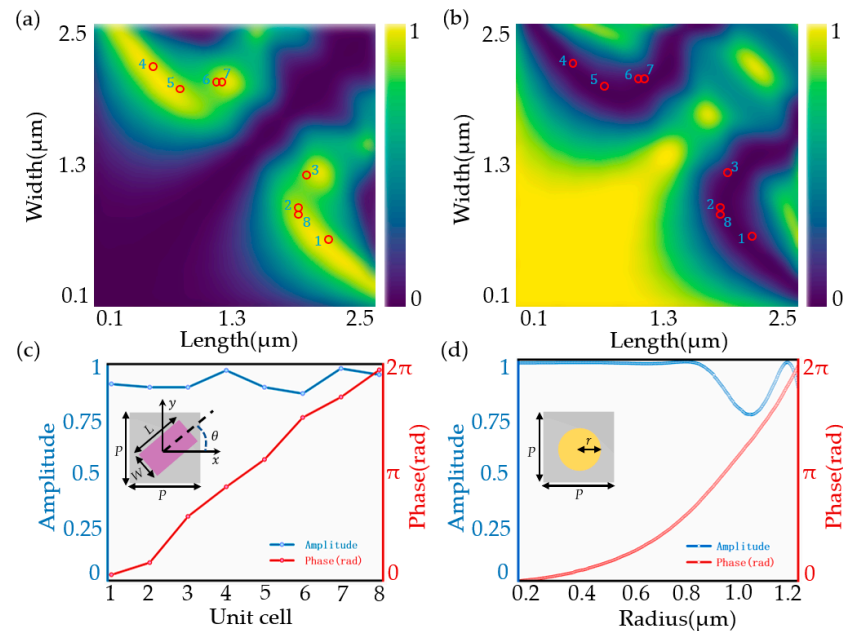 (a)
2.5
1.3
0.1
Width(μm)
4
5
6
7
3
2
8
1
0.1
1.3
2.5
Length(μm)
1
0
(b)
2.5
1.3
0.1
Width(μm)
4
5
6
7
3
2
8
1
0.1
1.3
2.5
Length(μm)
1
0
(c)
1
0.75
0.5
0.25
0
Amplitude
2π
π
0
Phase(rad)
y
L
θ
P
W
x
P
Amplitude
Phase(rad)
1 2 3 4 5 6 7 8
Unit cell
(d)
1
0.75
0.5
0.25
0
Amplitude
2π
π
0
Phase(rad)
r
P
P
Amplitude
Phase(rad)
0.2 0.4 0.6 0.8 1.0 1.2
Radius(μm)